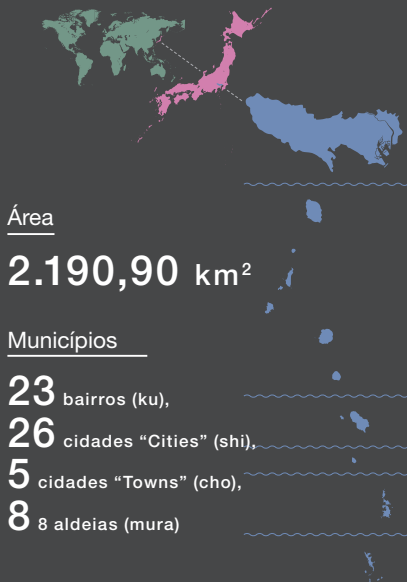 Área
2.190,90 km²
Municípios
23 bairros (ku),
26 cidades “Cities” (shi),
5 cidades “Towns” (cho),
8 8 aldeias (mura)